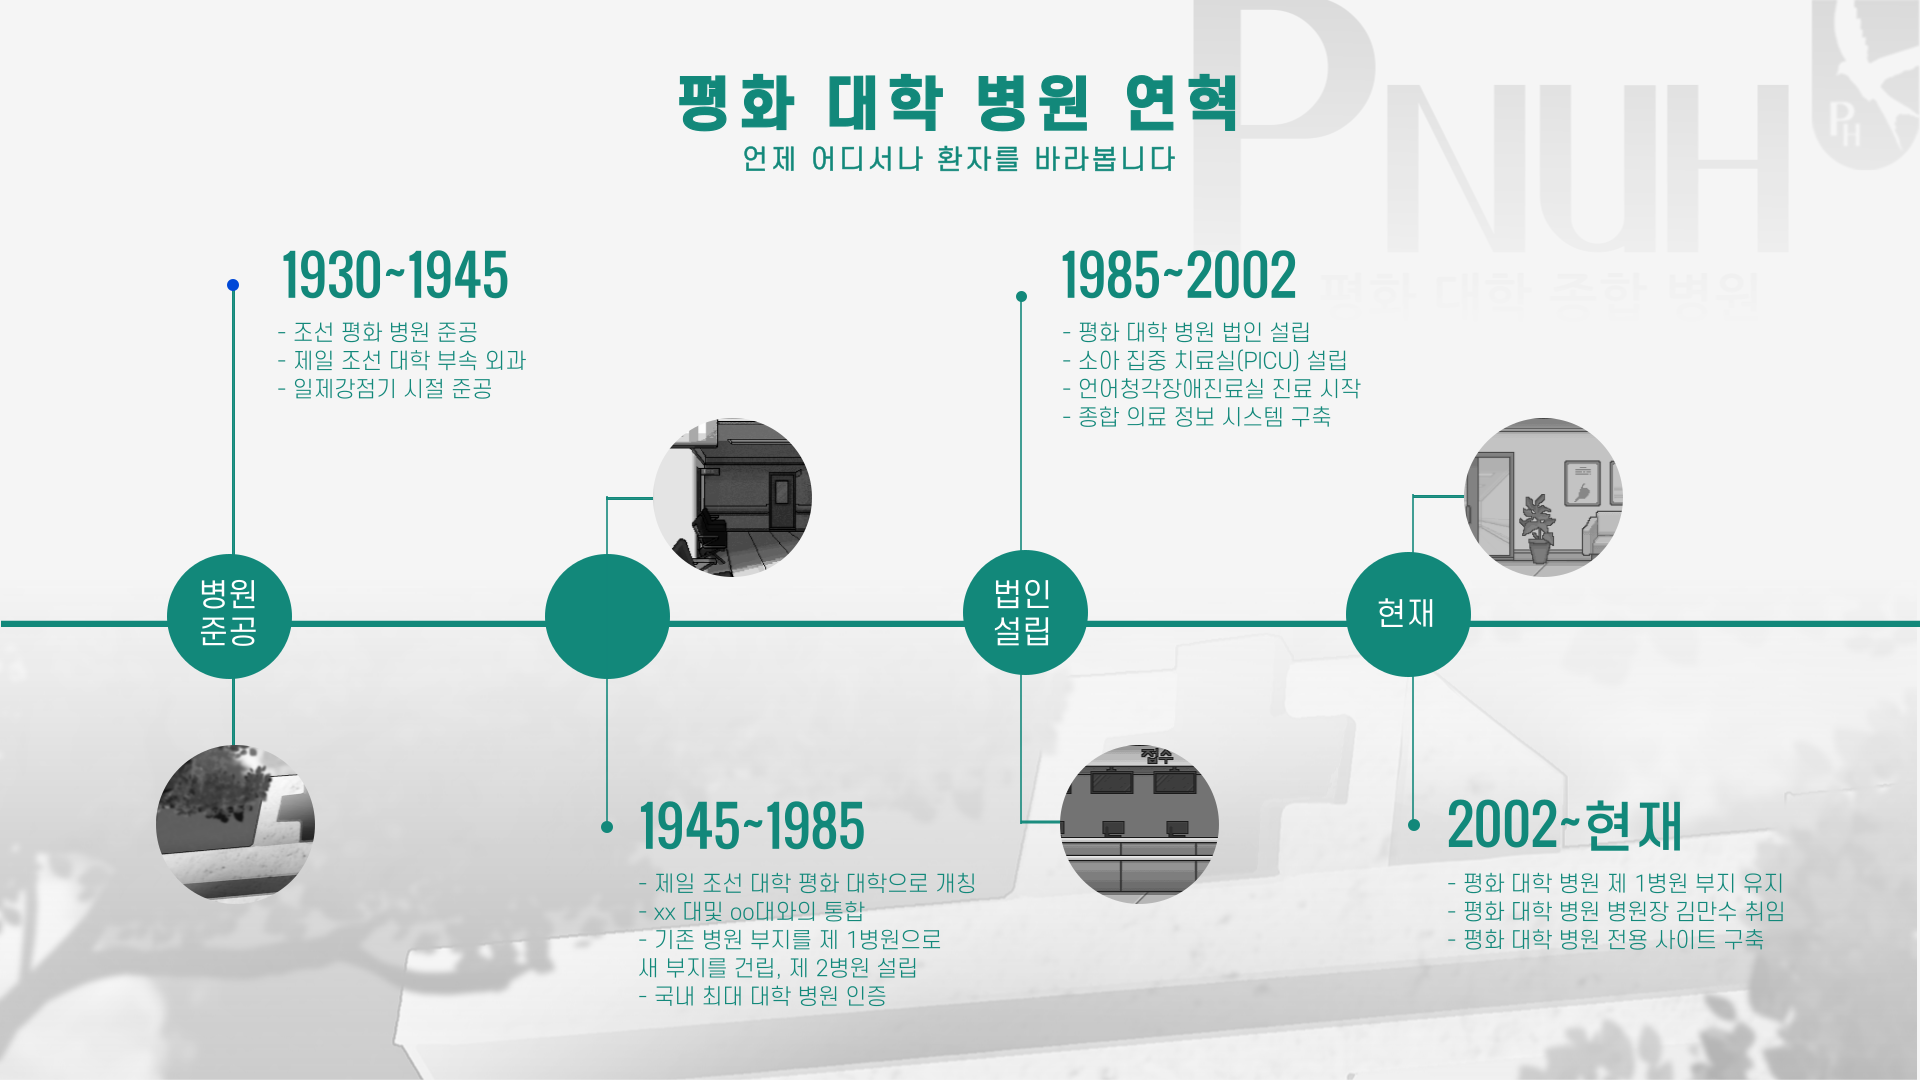 평화 대학 병원 연혁
언제 어디서나 환자를 바라봅니다
PNUH
PH
평화 대학 종합 병원
1930~1945
- 조선 평화 병원 준공
- 제일 조선 대학 부속 외과
- 일제강점기 시절 준공
1985~2002
- 평화 대학 병원 법인 설립
- 소아 집중 치료실(PICU) 설립
- 언어청각장애진료실 진료 시작
- 종합 의료 정보 시스템 구축
병원
준공
법인
설립
현재
접수
1945~1985
- 제일 조선 대학 평화 대학으로 개칭
- xx 대및 oo대와의 통합
- 기존 병원 부지를 제 1병원으로
새 부지를 건립, 제 2병원 설립
- 국내 최대 대학 병원 인증
2002~현재
- 평화 대학 병원 제 1병원 부지 유지
- 평화 대학 병원 병원장 김만수 취임
- 평화 대학 병원 전용 사이트 구축